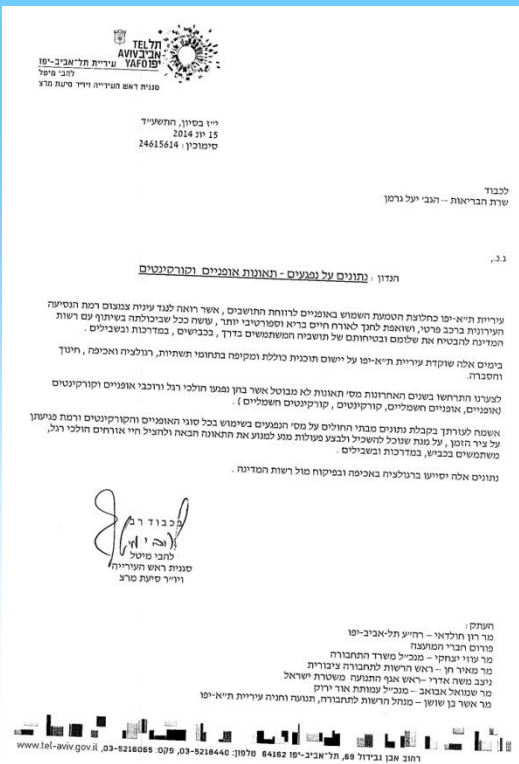 תל
TEL
אביב
AVIV
יפו
YAFO
עיריית תל־אביב-יפו
להבי מיטל
סגנית ראש העירייה ויו״ר סיעת מרצ
י״ז בסיון, התשע״ד
15 יונ 2014
סימוכין: 24615614
לכבוד
שרת הבריאות – הגב׳ יעל גרמן
ג.נ.,
הנדון : נתונים על נפגעים - תאונות אופניים וקורקינטים
עיריית ת״א-יפו כחלוצת הטמעת השמוש באופניים לרווחת התושבים , אשר רואה לנגד עיניה צמצום רמת הנסיעה
העירונית ברכב פרטי, ושואפת לחנך לאורח חיים בריא וספורטיבי יותר , עושה ככל שביכולתה בשיתוף עם רשות
המדינה להבטיח את שלומם ובטיחותם של תושביה המשתמשים בדרך , בכבישים , במדרכות ובשבילים .
בימים אלה שוקדת עיריית ת״א-יפו על יישום תוכנית כוללת ומקיפה בתחומי תשתיות, רגולציה ואכיפה , חינוך
והסברה.
לצערנו התרחשו בשנים האחרונות מס׳ תאונות לא מבוטל אשר בהן נפגעו הולכי רגל ורוכבי אופניים וקורקינטים
(אופניים, אופניים חשמליים, קורקינטים , קורקינטים חשמליים ) .
אשמח לעזרתך בקבלת נתונים מבתי החולים על מס׳ הנפגעים בשימוש בכל סוגי האופניים והקורקינטים ורמת פגיעתן
על ציר הזמן , על מנת שנוכל להשכיל ולבצע פעולות מנע למנוע את התאונה הבאה ולהציל חיי אזרחים הולכי רגל,
משתמשים בכביש, במדרכות ובשבילים .
נתונים אלה יסייעו ברגולציה באכיפה ובפיקוח מול רשות המדינה .
בכבוד רב
להבי מיטל
סגנית ראש העירייה
ויו״ר סיעת מרצ
העתק:
מר רון חולדאי – רה״ע תל-אביב-יפו
פורום חברי המועצה
מר עוזי יצחקי – מנכ״ל משרד התחבורה
מר מאיר חן – ראש הרשות לתחבורה ציבורית
ניצב משה אדרי –ראש אגף התנועה משטרת ישראל
מר שמואל אבואב – מנכ״ל עמותת אור ירוק
מר אשר בן שושן – מנהל הרשות לתחבורה, תנועה וחניה עיריית ת״א-יפו
רחוב אבן גבירול 69, תל־אביב־יפו 64162 טלפון: 03-5218440, פקס: 03-5216065, www.tel-aviv.gov.il